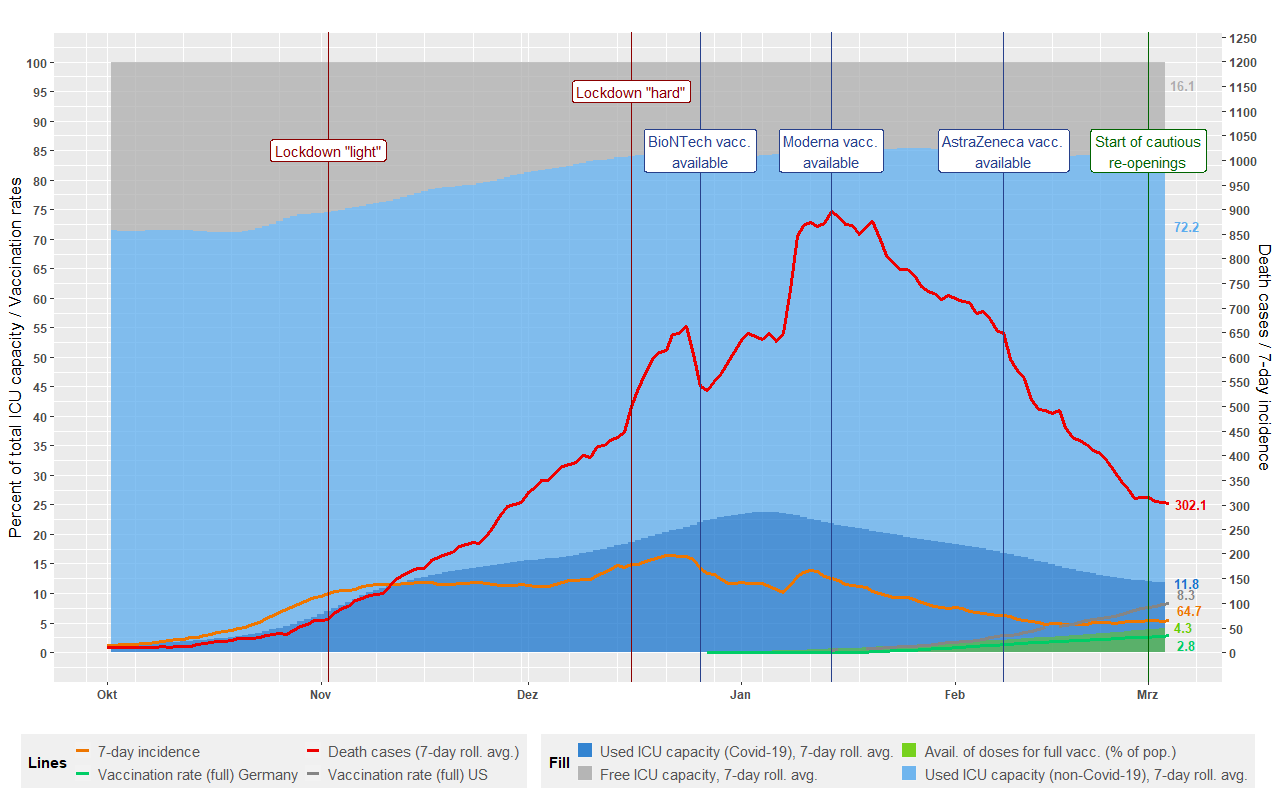 Percent of total ICU capacity / Vaccination rates
100
95
90
85
80
75
70
65
60
55
50
45
40
35
30
25
20
15
10
5
0
Lockdown "light"
Lockdown "hard"
BioNTech vacc.
available
Moderna vacc.
available
AstraZeneca vacc.
available
Start of cautious
re-openings
16.1
72.2
302.1
11.8
8.3
64.7
4.3
2.8
1250
1200
1150
1100
1050
1000
950
900
850
800
750
700
650
600
550
500
450
400
350
300
250
200
150
100
50
0
Death cases / 7-day incidence
Okt Nov Dez Jan Feb Mrz
Lines
7-day incidence
Death cases (7-day roll. avg.)
Vaccination rate (full) Germany
Vaccination rate (full) US
Fill
Used ICU capacity (Covid-19), 7-day roll. avg.
Avail. of doses for full vacc. (% of pop.)
Free ICU capacity, 7-day roll. avg.
Used ICU capacity (non-Covid-19), 7-day roll. avg.